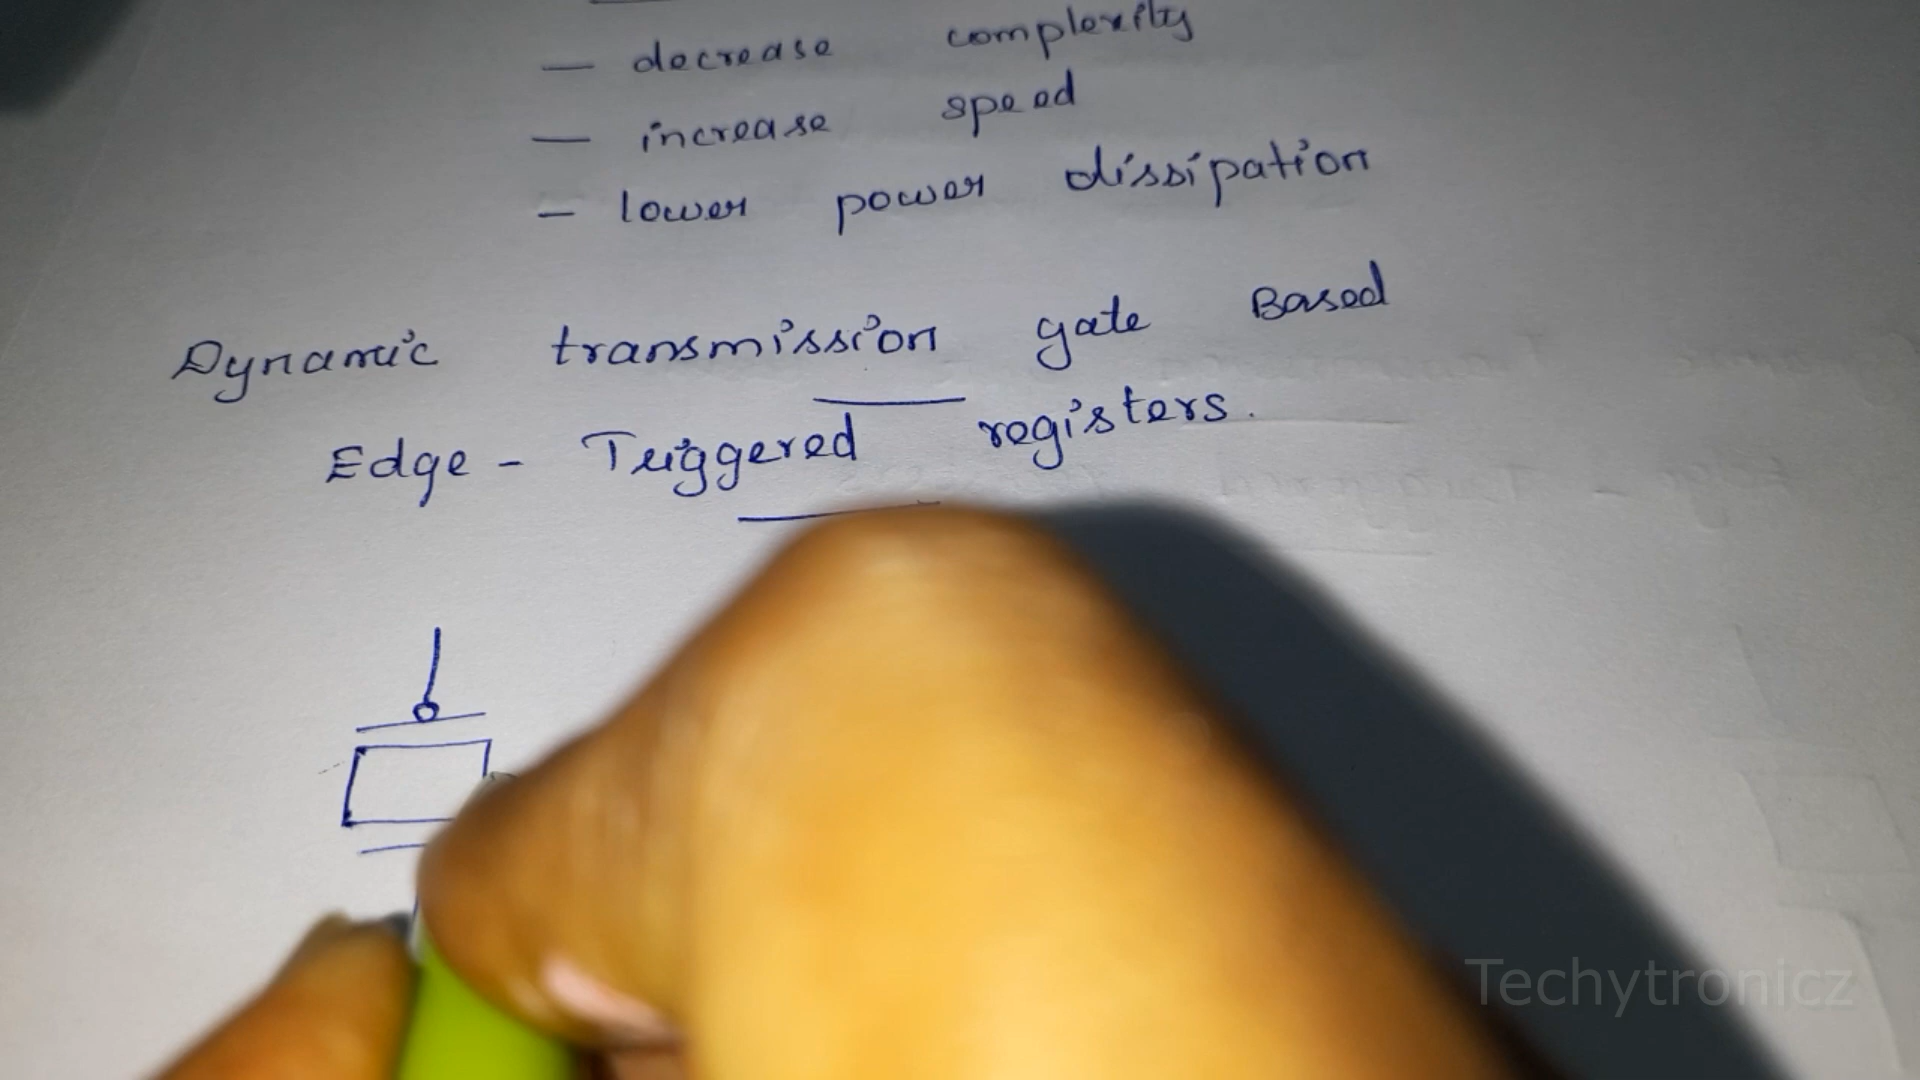 — decrease complexity
— increase speed
— lower power dissipation
Dynamic transmission gate Based
Edge - Triggered registers.
Techytronicz